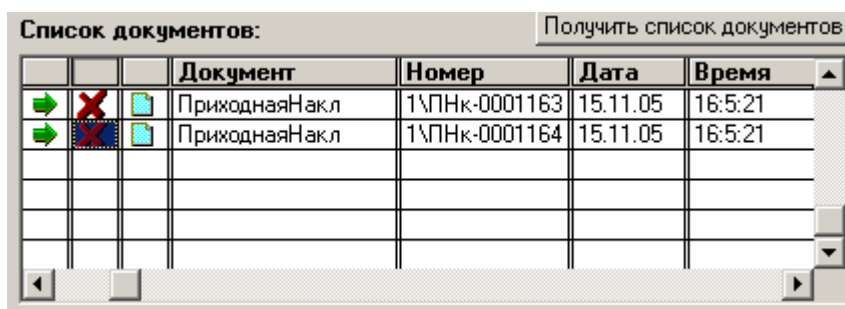 Список документов:
Получить список документов
Документ Номер Дата Время
ПриходнаяНакл 1\ПНк-0001163 15.11.05 16:5:21
ПриходнаяНакл 1\ПНк-0001164 15.11.05 16:5:21